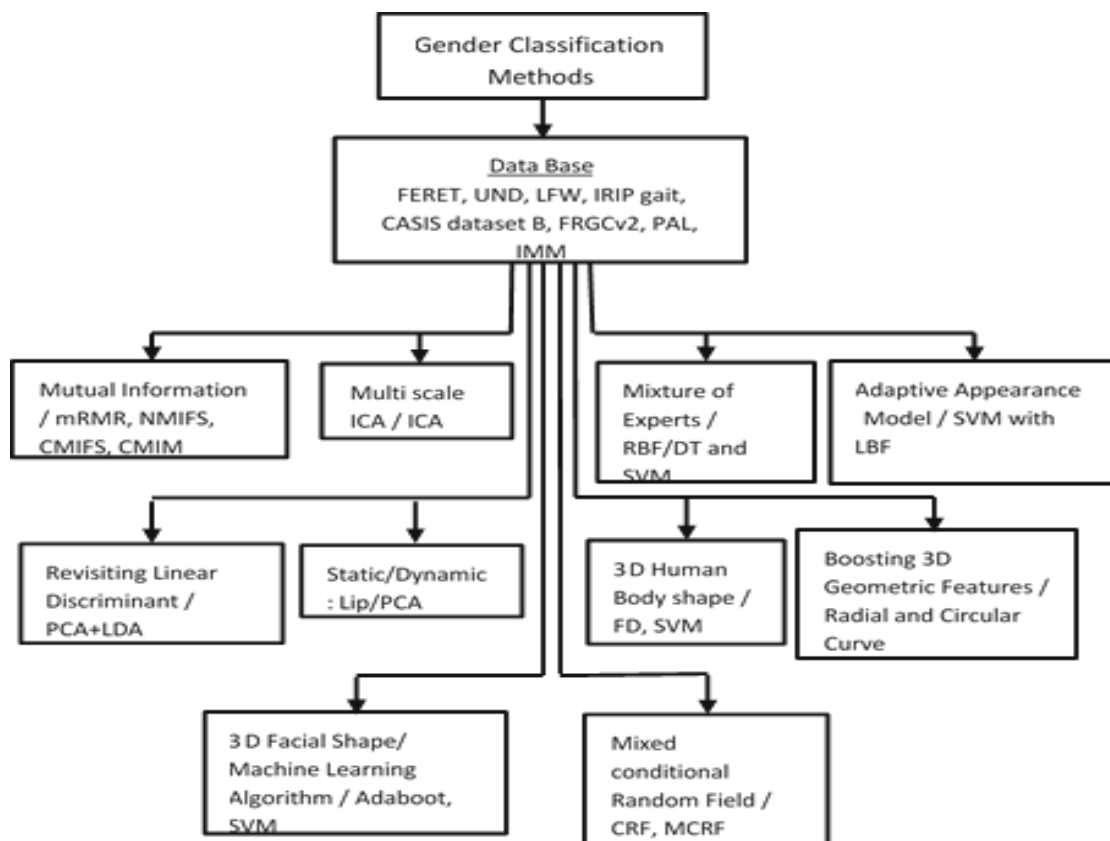 Gender Classification
Methods
Data Base
FERET, UND, LFW, IRIP gait,
CASIS dataset B, FRGCv2, PAL,
IMM
Mutual Information
/ mRMR, NMIFS,
CMIFS, CMIM
Multi scale
ICA / ICA
Mixture of
Experts /
RBF/DT and
SVM
Adaptive Appearance
Model / SVM with
LBF
Revisiting Linear
Discriminant /
PCA+LDA
Static/Dynamic
: Lip/PCA
3D Human
Body shape /
FD, SVM
Boosting 3D
Geometric Features /
Radial and Circular
Curve
3D Facial Shape/
Machine Learning
Algorithm / Adaboot,
SVM
Mixed
conditional
Random Field /
CRF, MCRF